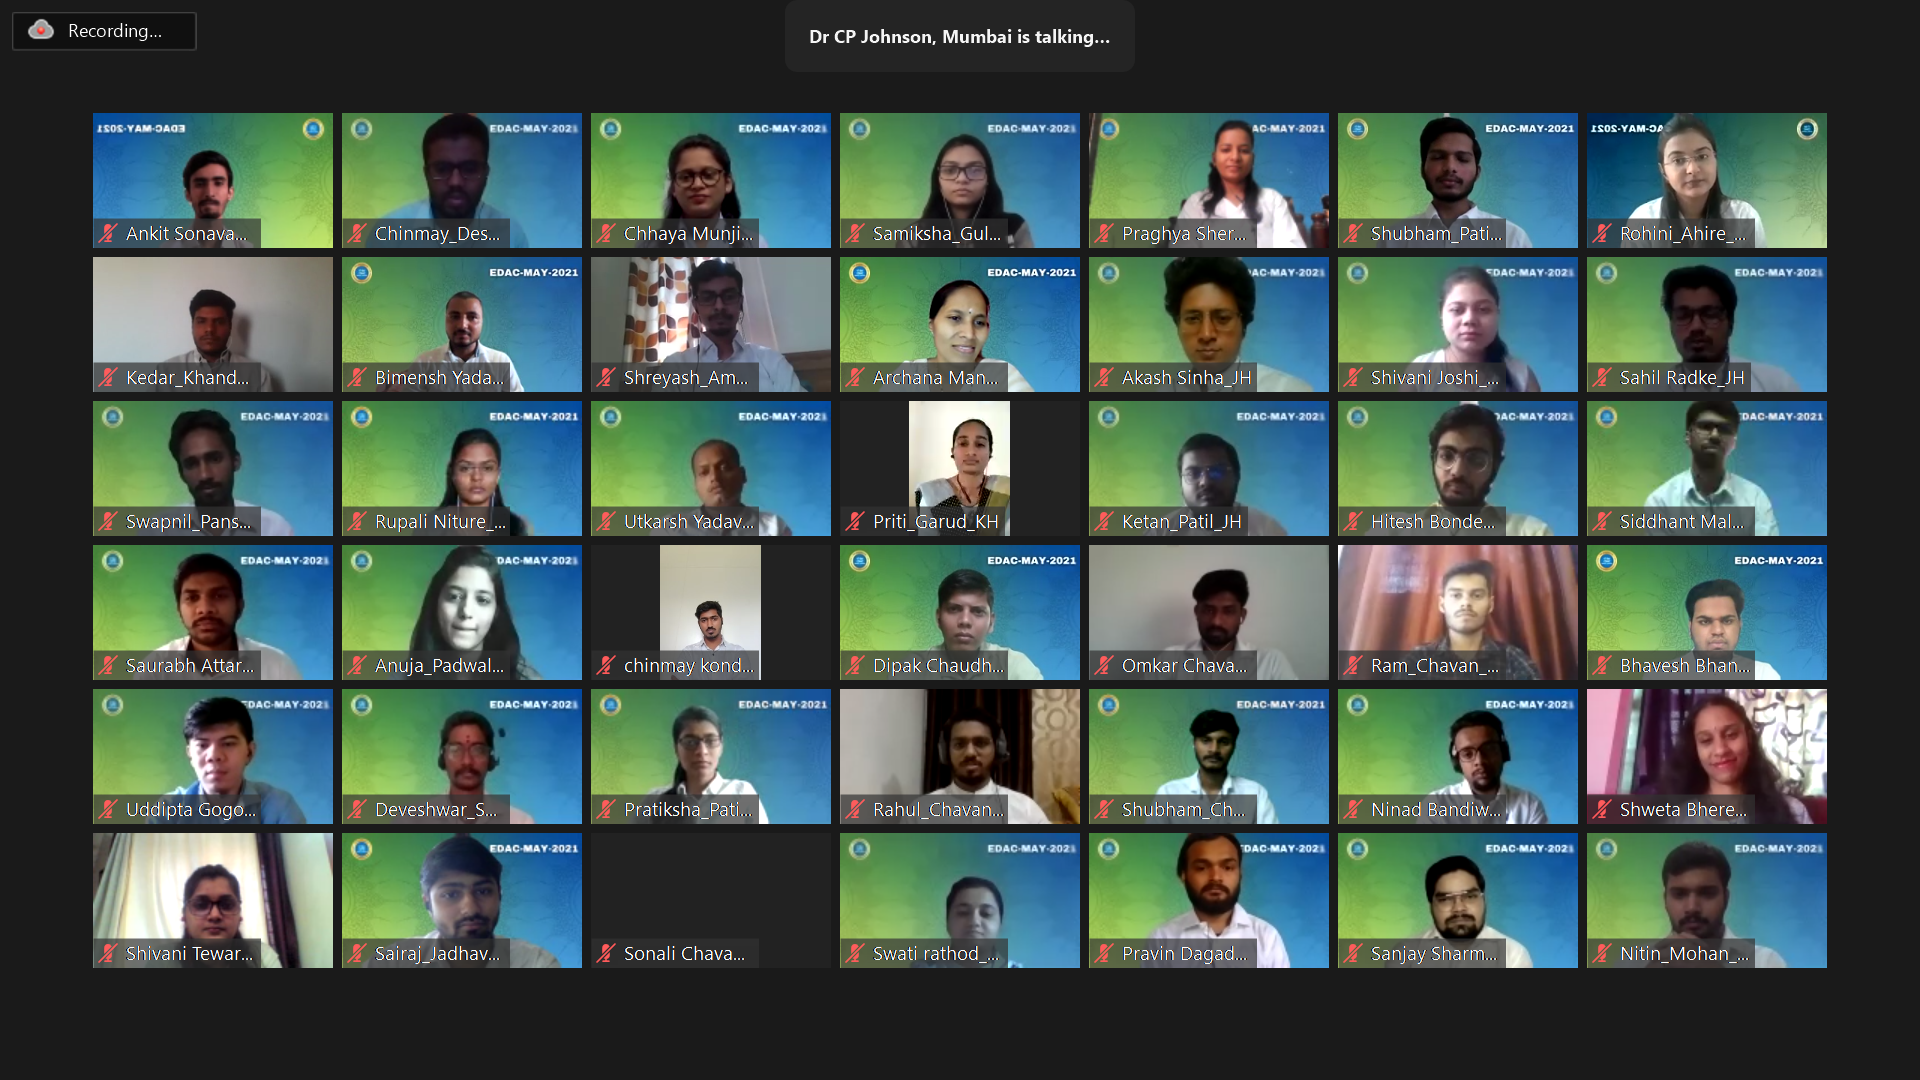 Recording...
Dr CP Johnson, Mumbai is talking...
EDAC-MAY-2021
Ankit Sonava...
EDAC-MAY-2021
Chinmay_Des...
EDAC-MAY-2021
Chhaya Munji...
EDAC-MAY-2021
Samiksha_Gul...
AC-MAY-2021
Praghya Sher...
EDAC-MAY-2021
Shubham_Pati...
AC-MAY-2021
Rohini_Ahire_...
Kedar_Khand...
EDAC-MAY-2021
Bimensh Yada...
Shreyash_Am...
EDAC-MAY-2021
Archana Man...
AC-MAY-2021
Akash Sinha_JH
EDAC-MAY-2021
Shivani Joshi_...
EDAC-MAY-2021
Sahil Radke_JH
EDAC-MAY-2021
Swapnil_Pans...
EDAC-MAY-2021
Rupali Niture_...
EDAC-MAY-2021
Utkarsh Yadav...
Priti_Garud_KH
EDAC-MAY-2021
Ketan_Patil_JH
DAC-MAY-2021
Hitesh Bonde...
DAC-MAY-2021
Siddhant Mal...
EDAC-MAY-2021
Saurabh Attar...
DAC-MAY-2021
Anuja_Padwal...
chinmay kond...
EDAC-MAY-2021
Dipak Chaudh...
Omkar Chava...
Ram_Chavan_...
EDAC-MAY-2021
Bhavesh Bhan...
DAC-MAY-2021
Uddipta Gogo...
EDAC-MAY-2021
Deveshwar_S...
EDAC-MAY-2021
Pratiksha_Pati...
Rahul_Chavan...
EDAC-MAY-2021
Shubham_Ch...
EDAC-MAY-2021
Ninad Bandiw...
Shweta Bhere...
Shivani Tewar...
EDAC-MAY-2021
Sairaj_Jadhav...
Sonali Chava...
EDAC-MAY-2021
Swati rathod_...
DAC-MAY-2021
Pravin Dagad...
EDAC-MAY-2021
Sanjay Sharm...
EDAC-MAY-2021
Nitin_Mohan_...